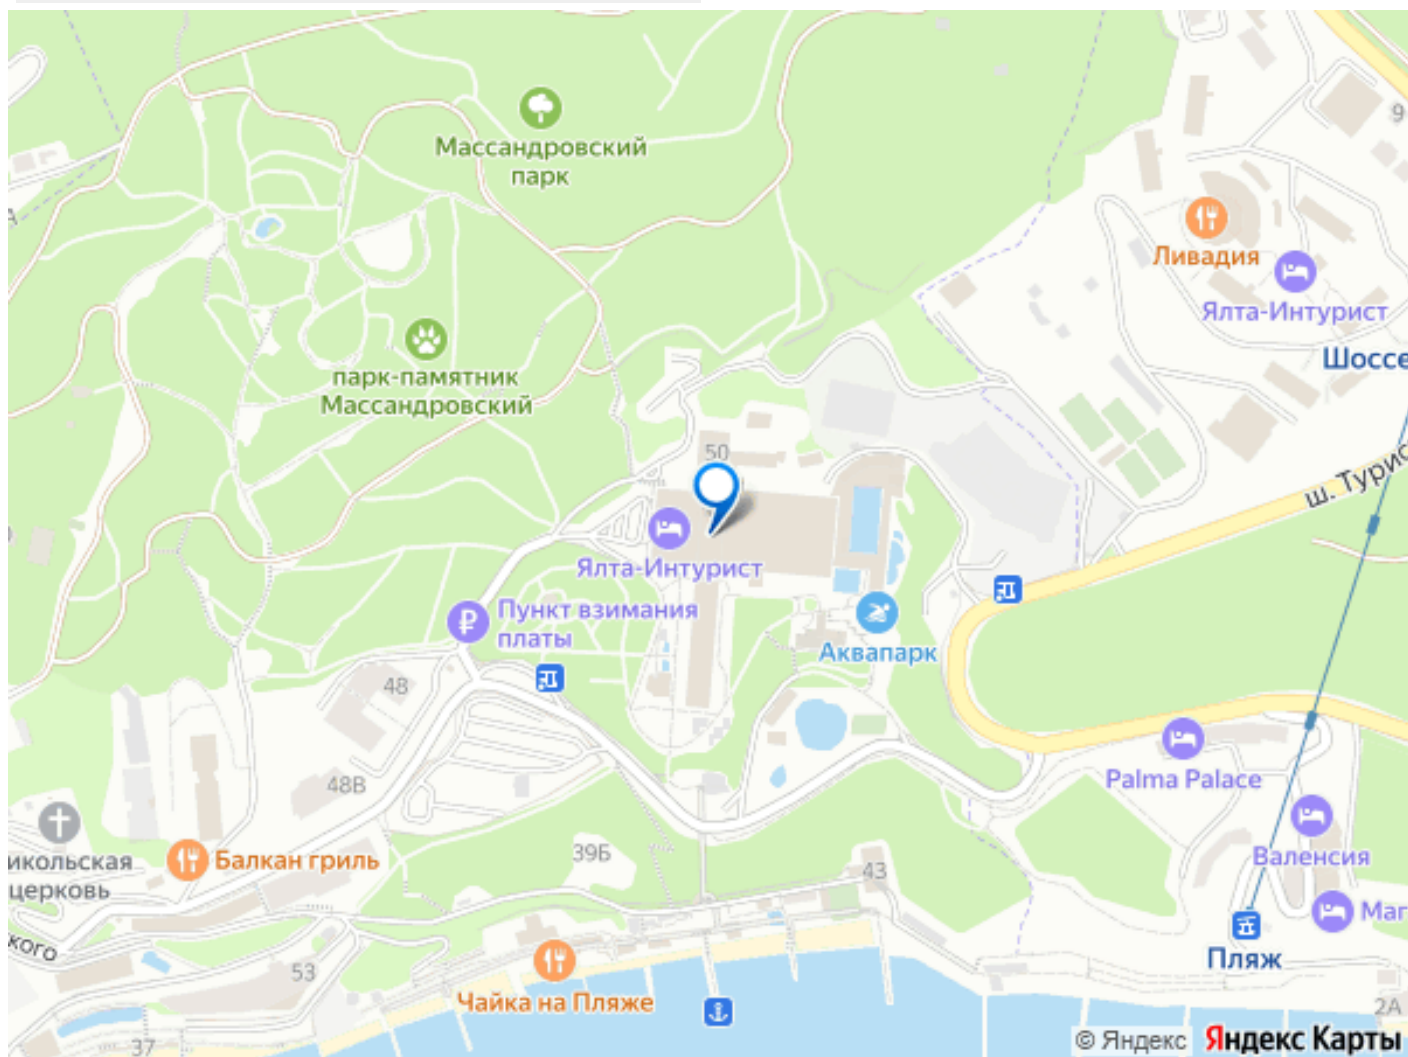 Массандровский
парк
9
Ливадия
Ялта-Интурист
Шоссе
парк-памятник
Массандровский
50
ш. Турис
Ялта-Интурист
Пункт взимания
платы
Аквапарк
48
48В
Palma Palace
икольская
церковь
Балкан гриль
39Б
43
Валенсия
Маг
кого
Пляж
53
Чайка на Пляже
2А
37
© Яндекс
Яндекс Карты